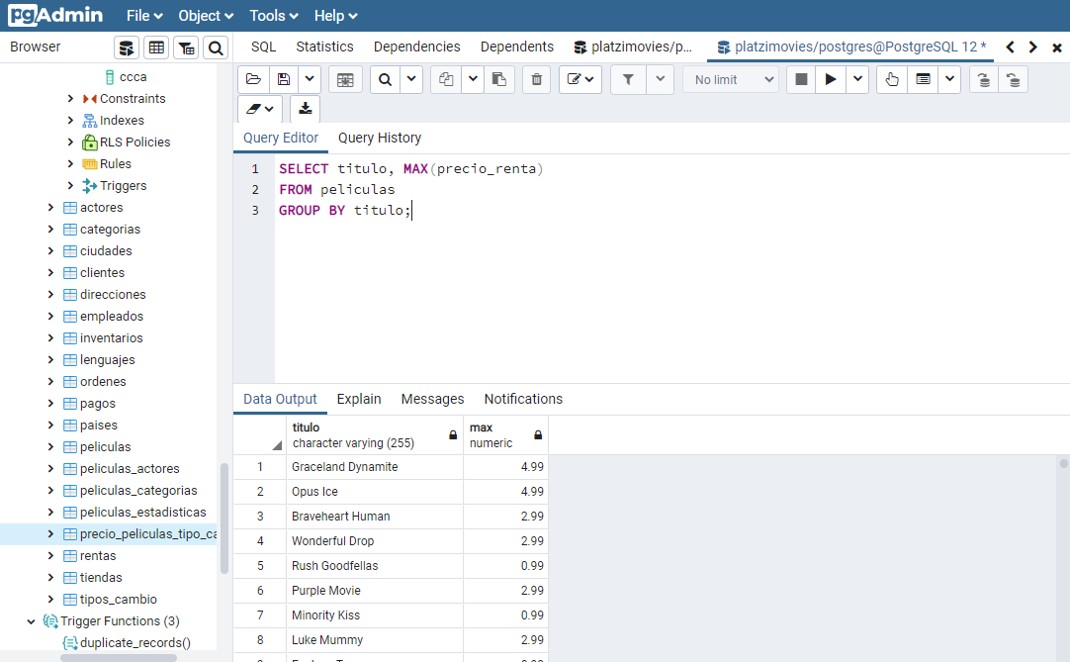 pgAdmin File Object Tools Help
Browser SQL Statistics Dependencies Dependents platzimovies/p... platzimovies/postgres@PostgreSQL 12 *
No limit
Query Editor Query History
1 SELECT titulo, MAX(precio_renta)
2 FROM peliculas
3 GROUP BY titulo;
ccca
Constraints
Indexes
RLS Policies
Rules
Triggers
actores
categorias
ciudades
clientes
direcciones
empleados
inventarios
lenguajes
ordenes
pagos
paises
peliculas
peliculas_actores
peliculas_categorias
peliculas_estadisticas
precio_peliculas_tipo_ca
rentas
tiendas
tipos_cambio
Trigger Functions (3)
duplicate_records()
Data Output Explain Messages Notifications
titulo max
character varying (255) numeric
1 Graceland Dynamite 4.99
2 Opus Ice 4.99
3 Braveheart Human 2.99
4 Wonderful Drop 2.99
5 Rush Goodfellas 0.99
6 Purple Movie 2.99
7 Minority Kiss 0.99
8 Luke Mummy 2.99